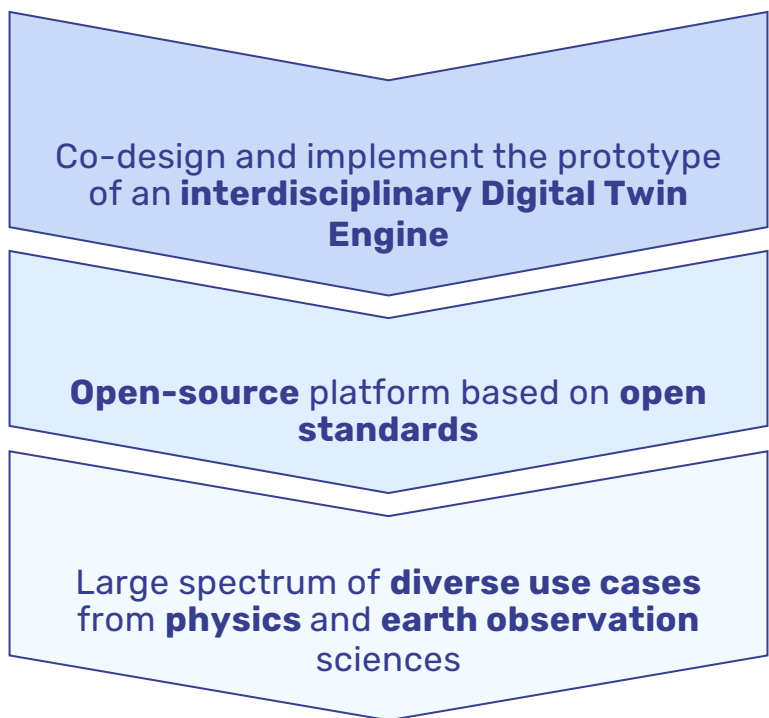 Co-design and implement the prototype
of an interdisciplinary Digital Twin
Engine
Open-source platform based on open
standards
Large spectrum of diverse use cases
from physics and earth observation
sciences